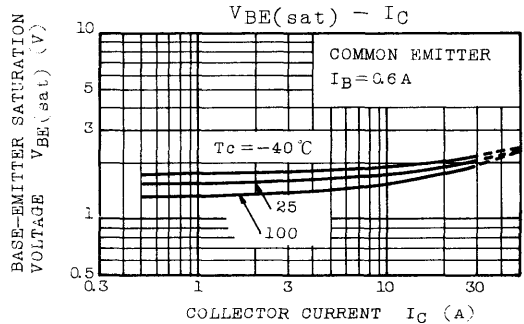 VBE(sat) – IC
BASE–EMITTER SATURATION
VOLTAGE VBE(sat) (V)
10
5
3
1
0.5
COMMON EMITTER
IB=0.6A
Tc=−40℃
25
100
0.3
1
3
10
30
50
COLLECTOR CURRENT IC (A)